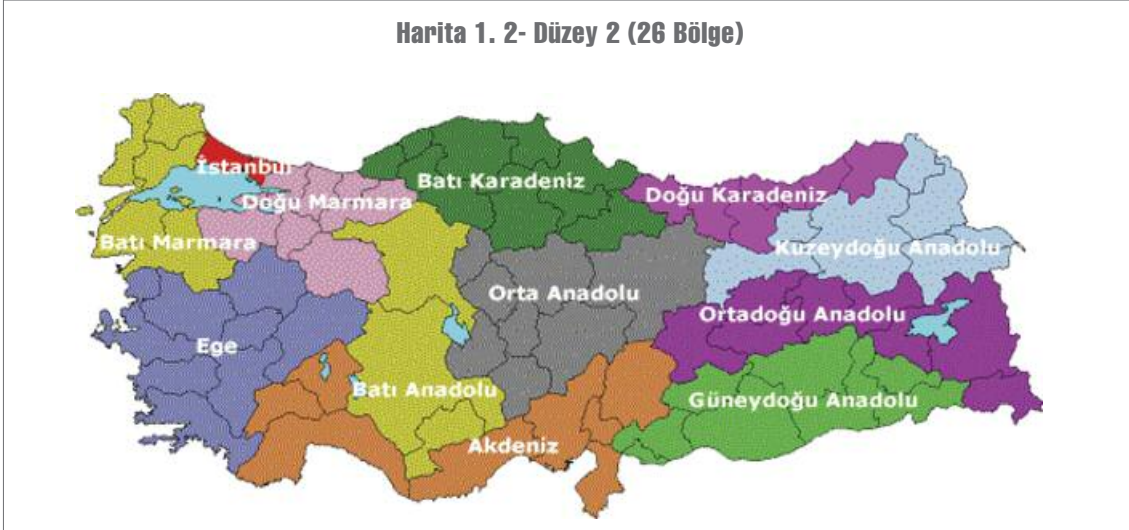 Harita 1. 2- Düzey 2 (26 Bölge)
İstanbul
Batı Karadeniz
Doğu Karadeniz
Doğu Marmara
Batı Marmara
Kuzeydoğu Anadolu
Orta Anadolu
Ortadoğu Anadolu
Ege
Batı Anadolu
Güneydoğu Anadolu
Akdeniz